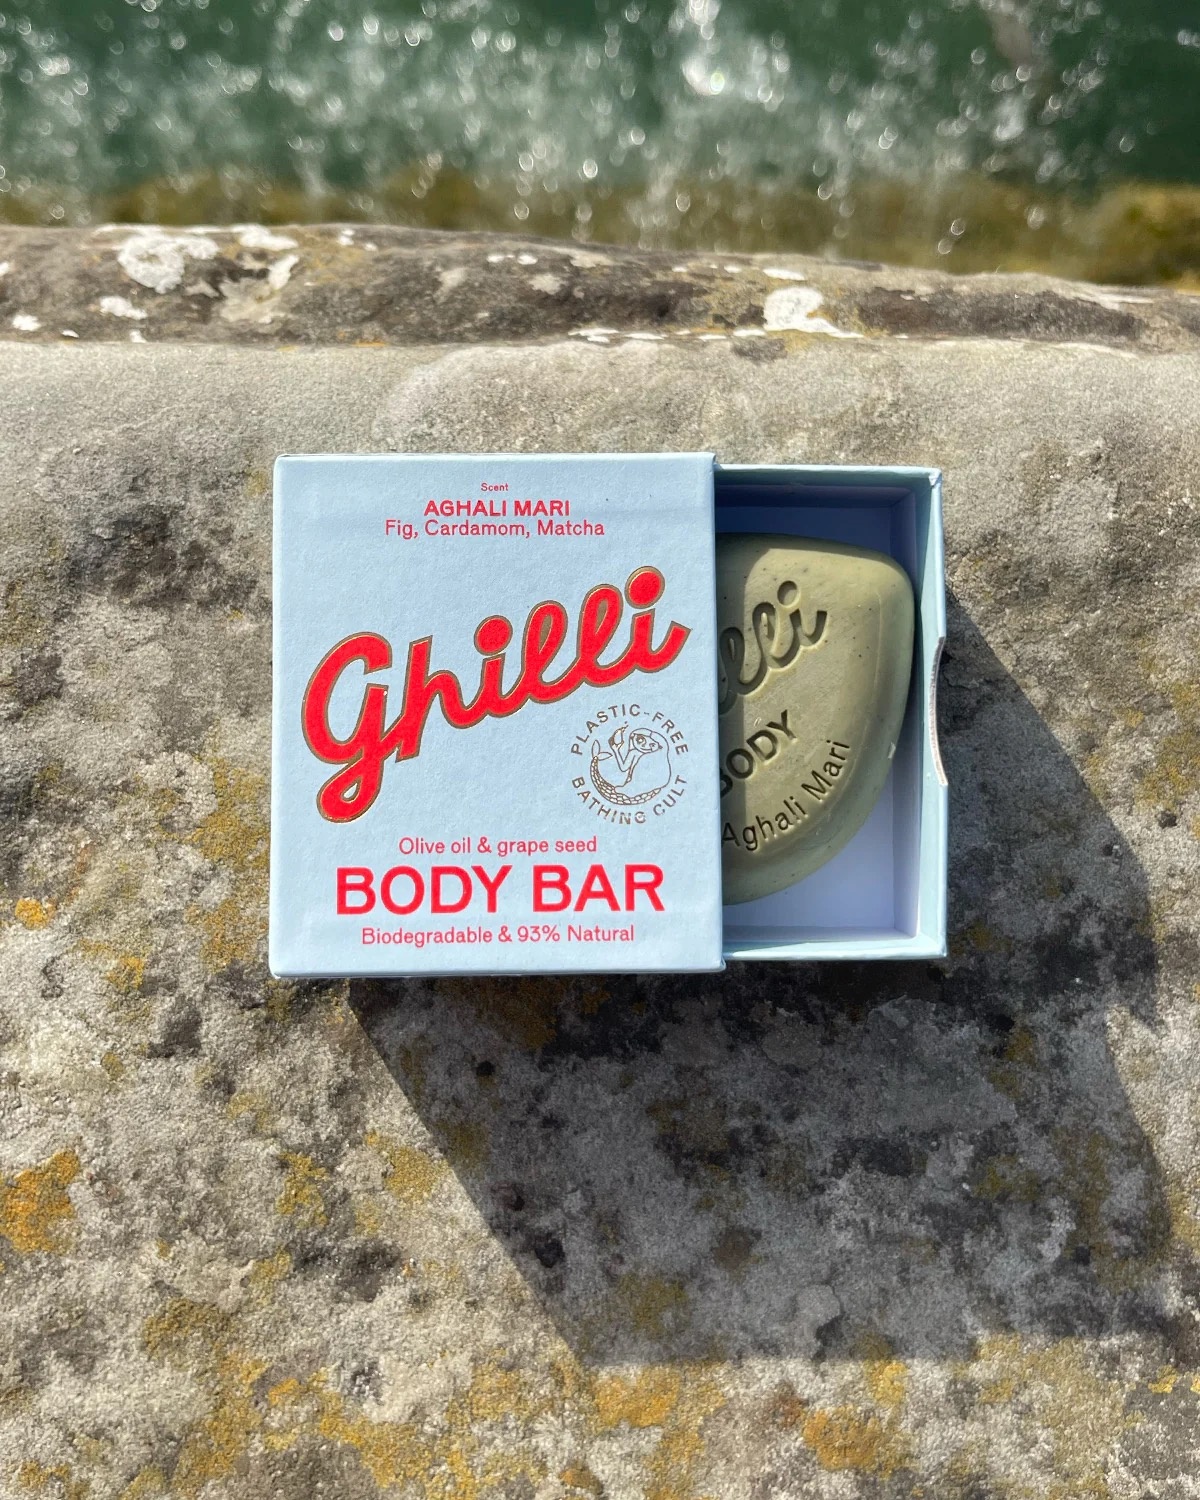 Scent
AGHALI MARI
Fig, Cardamom, Matcha
Ghilli
PLASTIC-FREE
BATHING CULT
Olive oil & grape seed
BODY BAR
Biodegradable & 93% Natural
illi
BODY
Aghali Mari